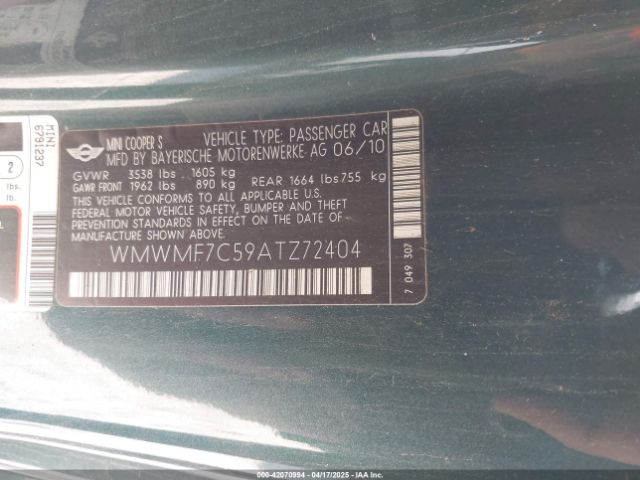 MINI COOPER S VEHICLE TYPE: PASSENGER CAR
MFD BY BAYERISCHE MOTORENWERKE AG 06/10
GVWR 3538 lbs 1605 kg
GAWR FRONT 1962 lbs 890 kg REAR 1664 lbs 755 kg
THIS VEHICLE CONFORMS TO ALL APPLICABLE U.S.
FEDERAL MOTOR VEHICLE SAFETY, BUMPER AND THEFT
PREVENTION STANDARDS IN EFFECT ON THE DATE OF
MANUFACTURE SHOWN ABOVE.
WMWMF7C59ATZ72404
7 049 307
MINI
6791237
2
lbs.
lb.
000-42070994 - 04/17/2025 - IAAI.COM